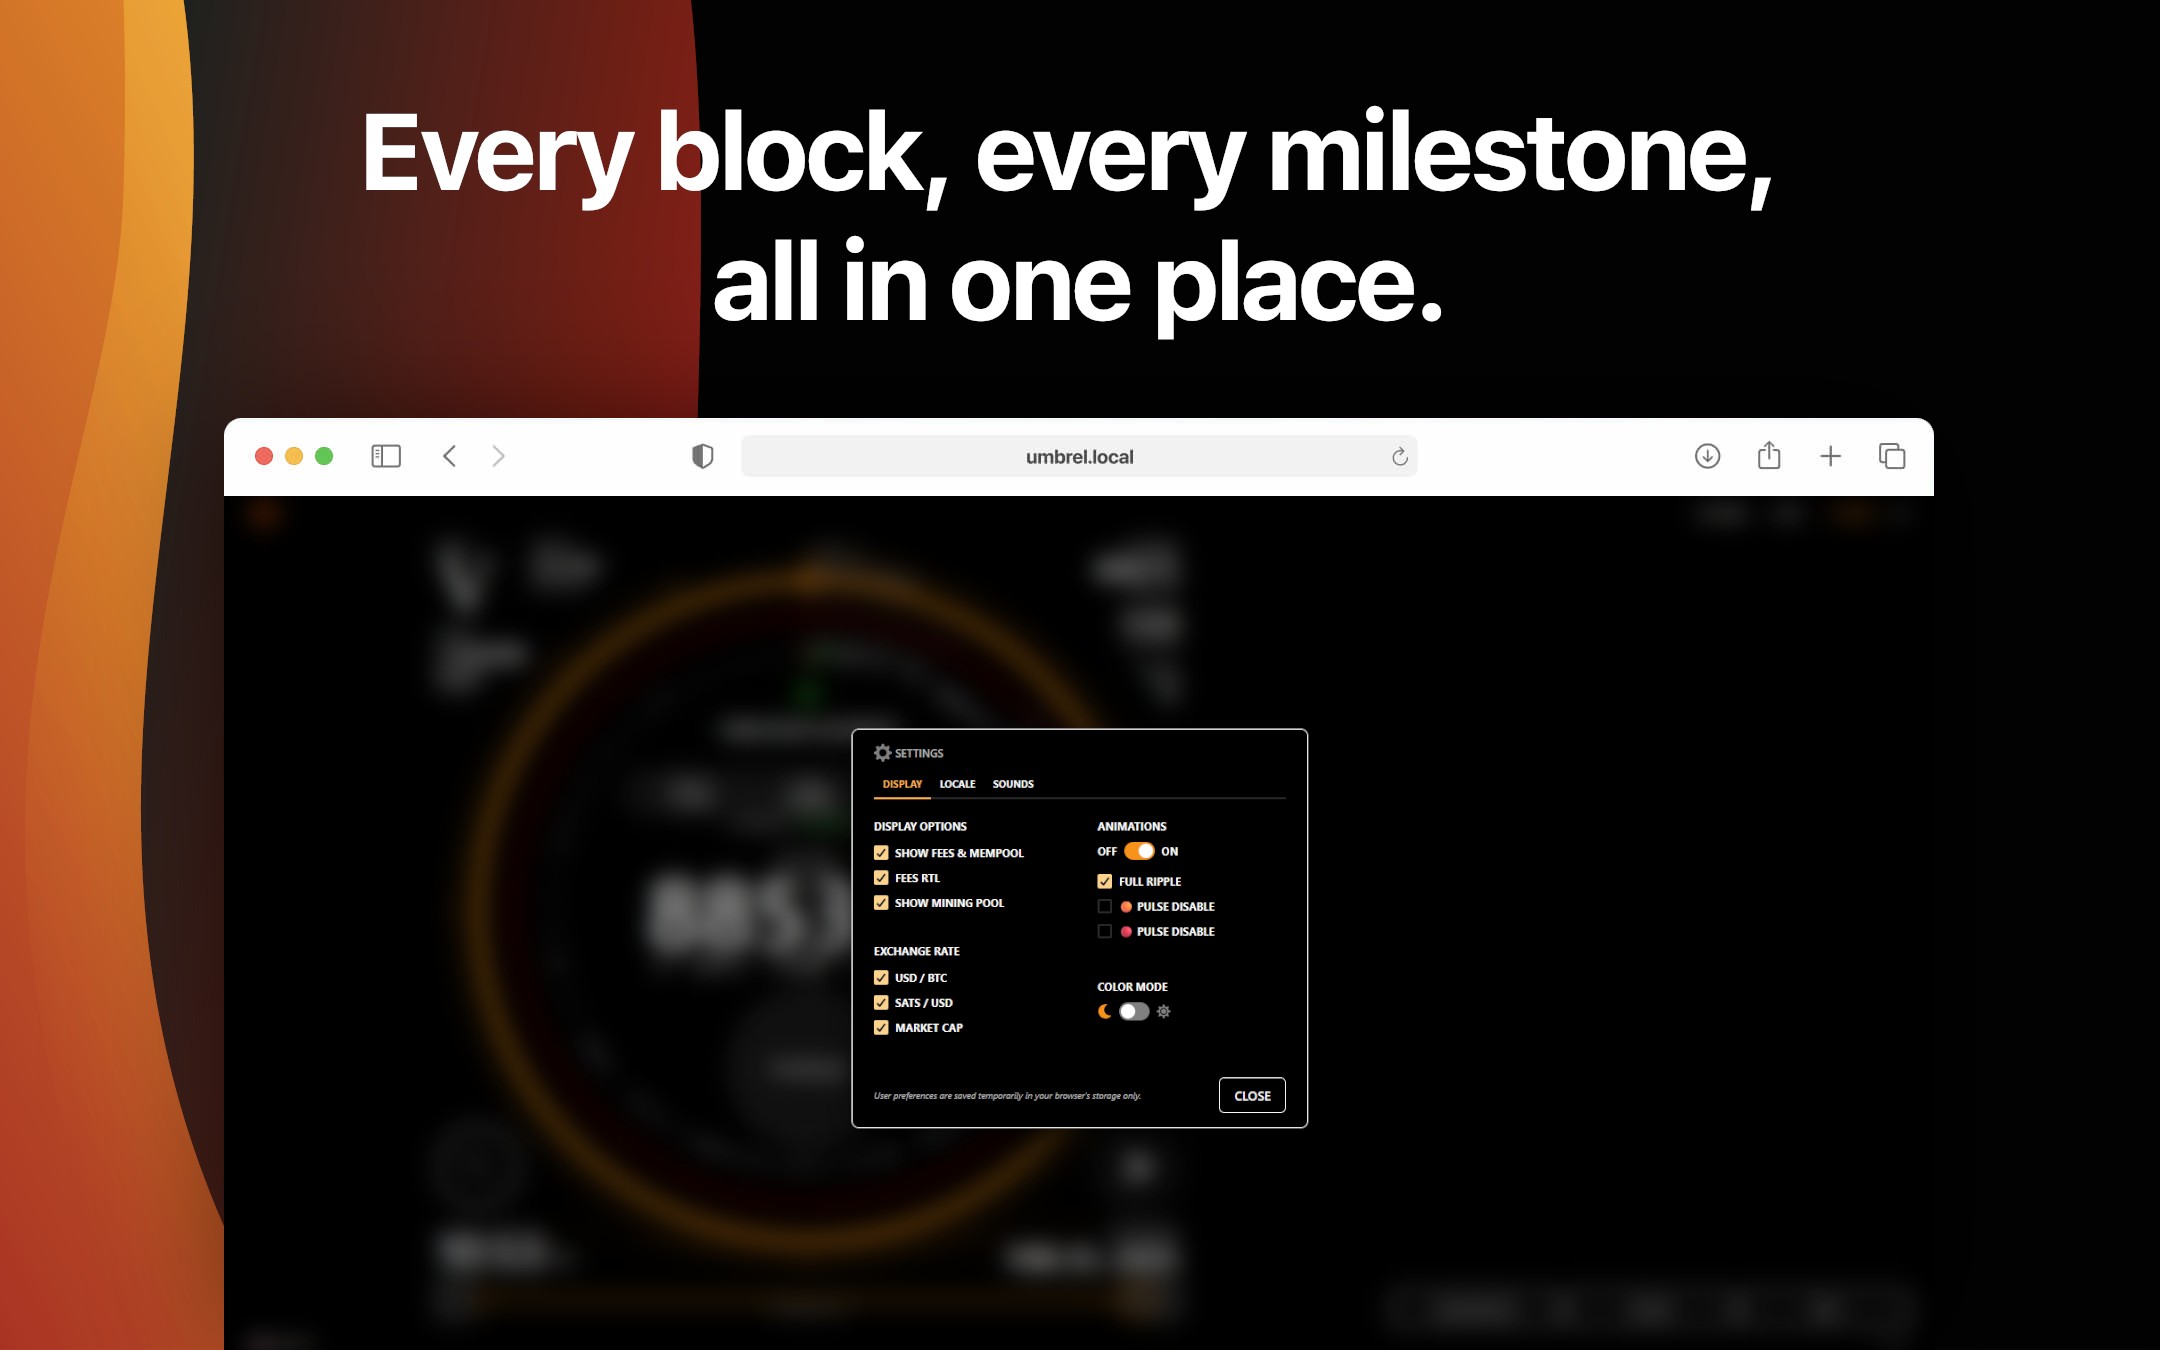 Every block, every milestone,
all in one place.
umbrel.local
SETTINGS
DISPLAY LOCALE SOUNDS
DISPLAY OPTIONS
SHOW FEES & MEMPOOL
FEES RTL
SHOW MINING POOL
EXCHANGE RATE
USD / BTC
SATS / USD
MARKET CAP
ANIMATIONS
OFF ON
FULL RIPPLE
PULSE DISABLE
PULSE DISABLE
COLOR MODE
User preferences are saved temporarily in your browser's storage only.
CLOSE